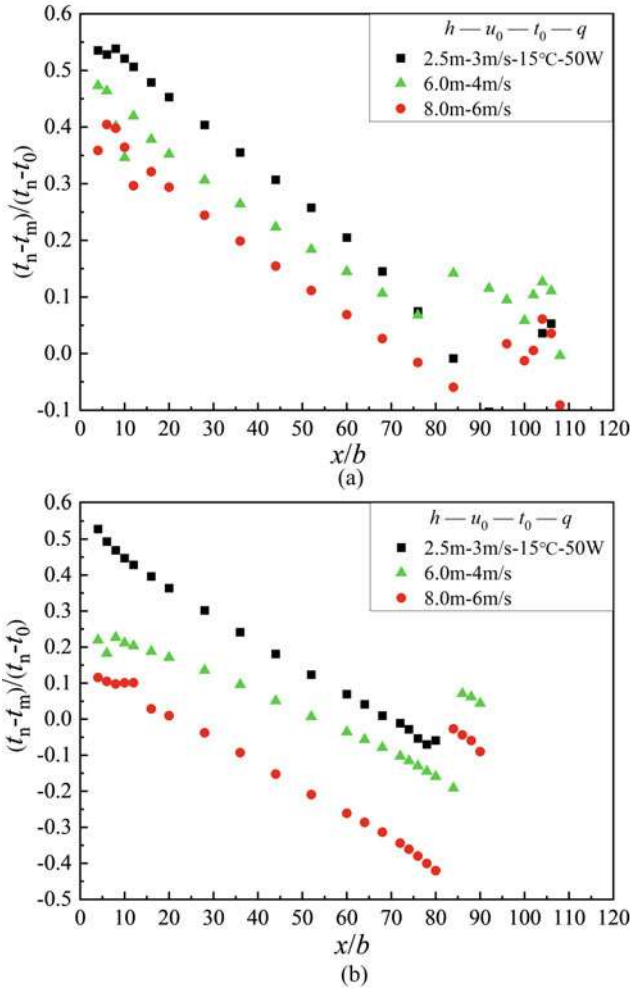 h — u₀ — t₀ — q
2.5m-3m/s-15℃-50W
6.0m-4m/s
8.0m-6m/s
(tₙ-tₘ)/(tₙ-t₀)
0.6
0.5
0.4
0.3
0.2
0.1
0.0
-0.1
0 10 20 30 40 50 60 70 80 90 100 110 120
x/b
(a)
h — u₀ — t₀ — q
2.5m-3m/s-15℃-50W
6.0m-4m/s
8.0m-6m/s
(tₙ-tₘ)/(tₙ-t₀)
0.6
0.5
0.4
0.3
0.2
0.1
0.0
-0.1
-0.2
-0.3
-0.4
-0.5
0 10 20 30 40 50 60 70 80 90 100 110 120
x/b
(b)